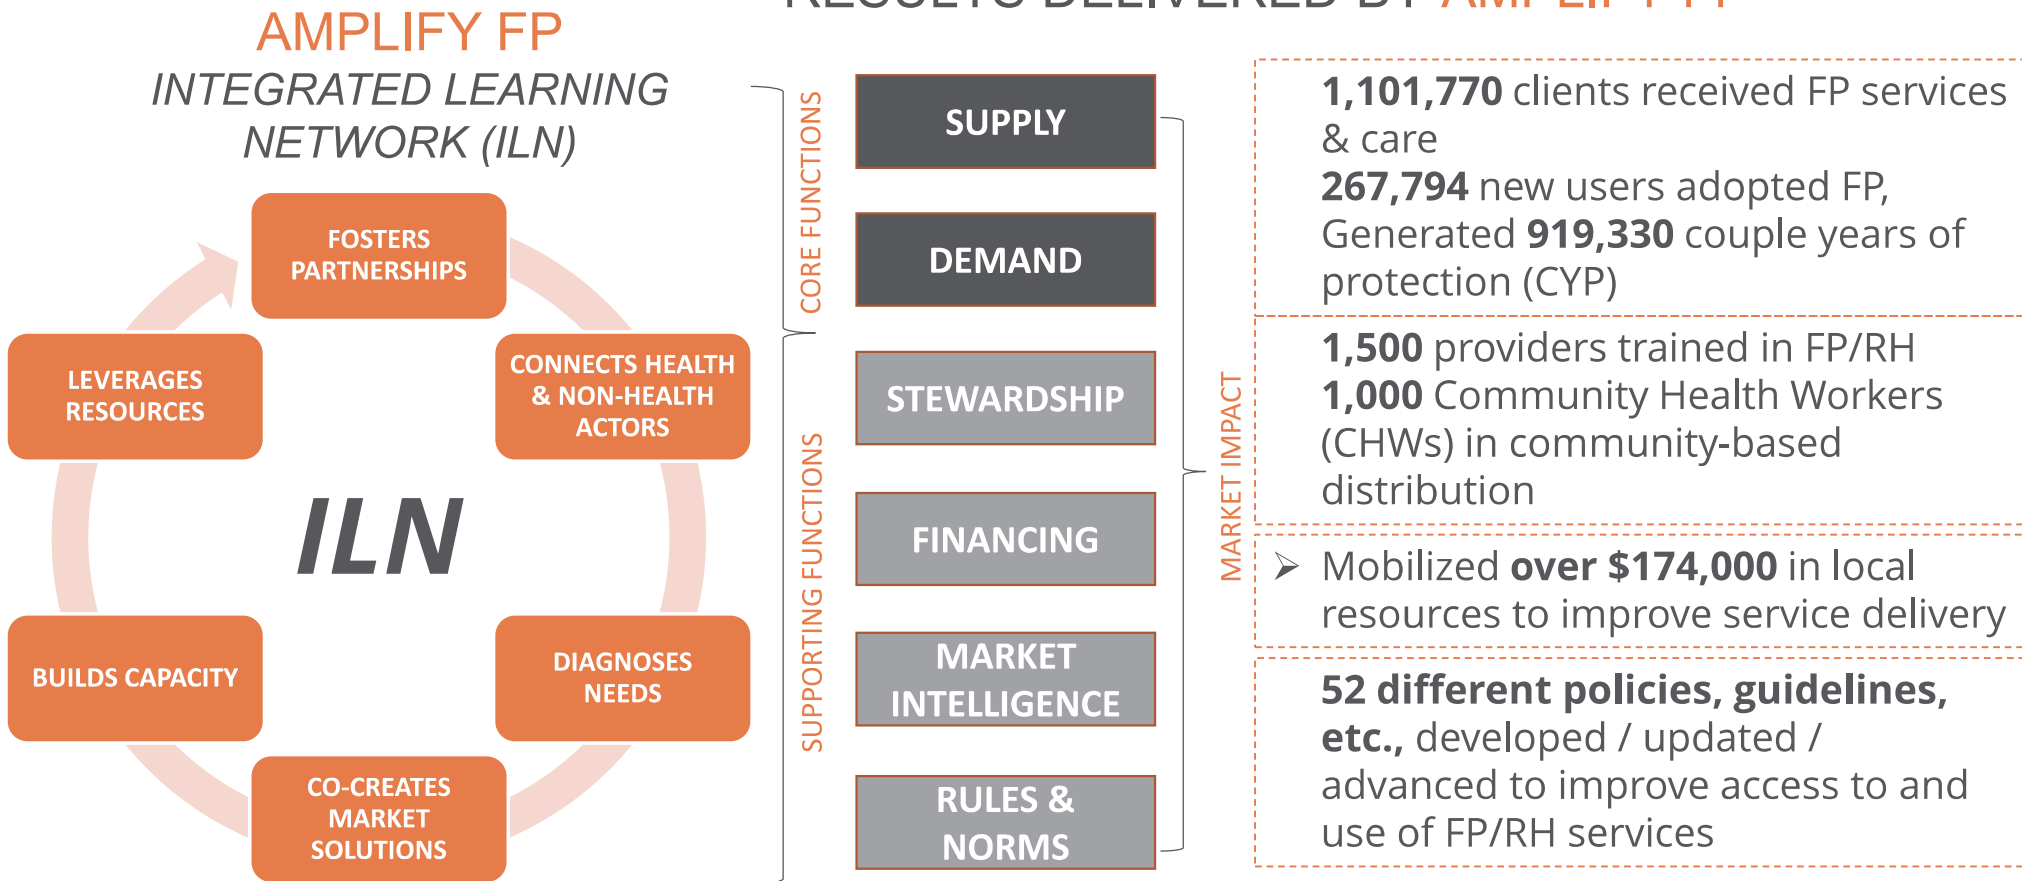 RESULTS DELIVERED BY AMPLIFY FP
AMPLIFY FP
INTEGRATED LEARNING
NETWORK (ILN)
FOSTERS
PARTNERSHIPS
CONNECTS HEALTH
& NON-HEALTH
ACTORS
DIAGNOSES
NEEDS
CO-CREATES
MARKET
SOLUTIONS
BUILDS CAPACITY
LEVERAGES
RESOURCES
ILN
CORE FUNCTIONS
SUPPORTING FUNCTIONS
SUPPLY
DEMAND
STEWARDSHIP
FINANCING
MARKET
INTELLIGENCE
RULES &
NORMS
MARKET IMPACT
1,101,770 clients received FP services
& care
267,794 new users adopted FP,
Generated 919,330 couple years of
protection (CYP)
1,500 providers trained in FP/RH
1,000 Community Health Workers
(CHWs) in community-based
distribution
➢ Mobilized over $174,000 in local
resources to improve service delivery
52 different policies, guidelines,
etc., developed / updated /
advanced to improve access to and
use of FP/RH services